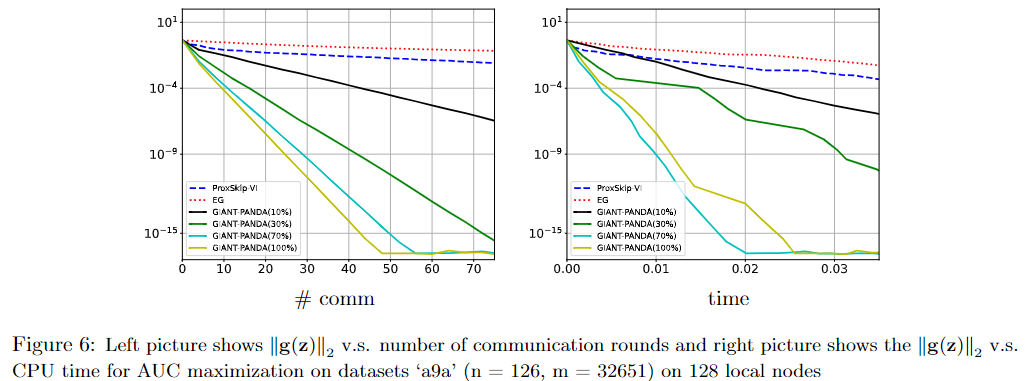 10¹
10⁻⁴
10⁻⁹
10⁻¹⁵
ProxSkip-VI
EG
GIANT-PANDA(10%)
GIANT-PANDA(30%)
GIANT-PANDA(70%)
GIANT-PANDA(100%)
0 10 20 30 40 50 60 70
# comm
10¹
10⁻⁴
10⁻⁹
10⁻¹⁵
ProxSkip-VI
EG
GIANT-PANDA(10%)
GIANT-PANDA(30%)
GIANT-PANDA(70%)
GIANT-PANDA(100%)
0.00 0.01 0.02 0.03
time
Figure 6: Left picture shows ‖g(z)‖₂ v.s. number of communication rounds and right picture shows the ‖g(z)‖₂ v.s.
CPU time for AUC maximization on datasets ‘a9a’ (n = 126, m = 32651) on 128 local nodes